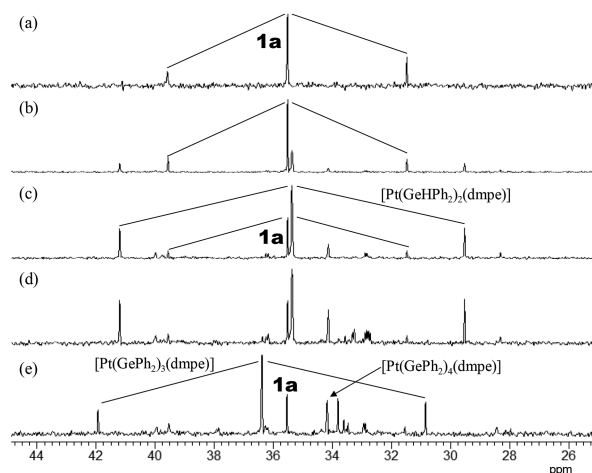 (a)
1a
(b)
(c)
[Pt(GeHPh₂)₂(dmpe)]
1a
(d)
(e)
[Pt(GePh₂)₃(dmpe)]
1a
[Pt(GePh₂)₄(dmpe)]
44 42 40 38 36 34 32 30 28 26
ppm